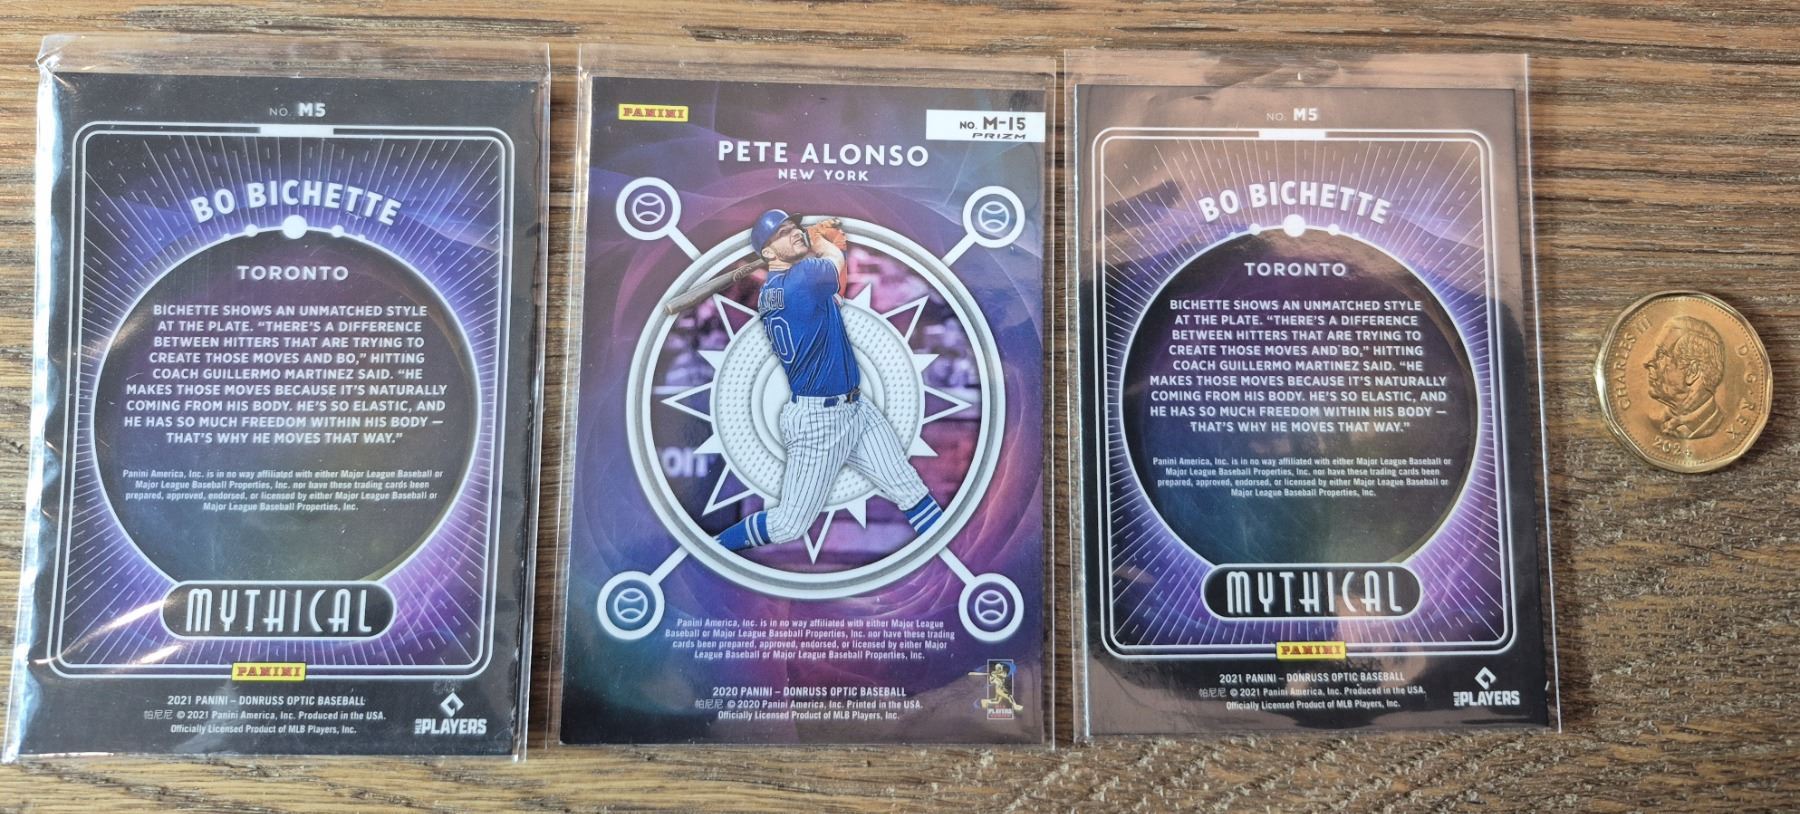 NO. M5
BO BICHETTE
TORONTO
BICHETTE SHOWS AN UNMATCHED STYLE
AT THE PLATE. “THERE’S A DIFFERENCE
BETWEEN HITTERS THAT ARE TRYING TO
CREATE THOSE MOVES AND BO,” HITTING
COACH GUILLERMO MARTINEZ SAID. “HE
MAKES THOSE MOVES BECAUSE IT’S NATURALLY
COMING FROM HIS BODY. HE’S SO ELASTIC, AND
HE HAS SO MUCH FREEDOM WITHIN HIS BODY —
THAT’S WHY HE MOVES THAT WAY.”
Panini America, Inc. is in no way affiliated with either Major League Baseball or
Major League Baseball Properties, Inc. nor have these trading cards been
prepared, approved, endorsed, or licensed by either Major League Baseball or
Major League Baseball Properties, Inc.
MYTHICAL
PANINI
2021 PANINI – DONRUSS OPTIC BASEBALL
帕尼尼 © 2021 Panini America, Inc. Produced in the USA.
Officially Licensed Product of MLB Players, Inc.
MLB PLAYERS
PANINI
NO. M-15
PRIZM
PETE ALONSO
NEW YORK
Panini America, Inc. is in no way affiliated with either Major League
Baseball or Major League Baseball Properties, Inc. nor have these trading
cards been prepared, approved, endorsed, or licensed by either Major
League Baseball or Major League Baseball Properties, Inc.
2020 PANINI – DONRUSS OPTIC BASEBALL
帕尼尼 © 2020 Panini America, Inc. Printed in the USA.
Officially Licensed Product of MLB Players, Inc.
PLAYERS
NO. M5
BO BICHETTE
TORONTO
BICHETTE SHOWS AN UNMATCHED STYLE
AT THE PLATE. “THERE’S A DIFFERENCE
BETWEEN HITTERS THAT ARE TRYING TO
CREATE THOSE MOVES AND BO,” HITTING
COACH GUILLERMO MARTINEZ SAID. “HE
MAKES THOSE MOVES BECAUSE IT’S NATURALLY
COMING FROM HIS BODY. HE’S SO ELASTIC, AND
HE HAS SO MUCH FREEDOM WITHIN HIS BODY —
THAT’S WHY HE MOVES THAT WAY.”
Panini America, Inc. is in no way affiliated with either Major League Baseball or
Major League Baseball Properties, Inc. nor have these trading cards been
prepared, approved, endorsed, or licensed by either Major League Baseball or
Major League Baseball Properties, Inc.
MYTHICAL
PANINI
2021 PANINI – DONRUSS OPTIC BASEBALL
帕尼尼 © 2021 Panini America, Inc. Produced in the USA.
Officially Licensed Product of MLB Players, Inc.
MLB PLAYERS
CHARLES III D·G·REX
2024